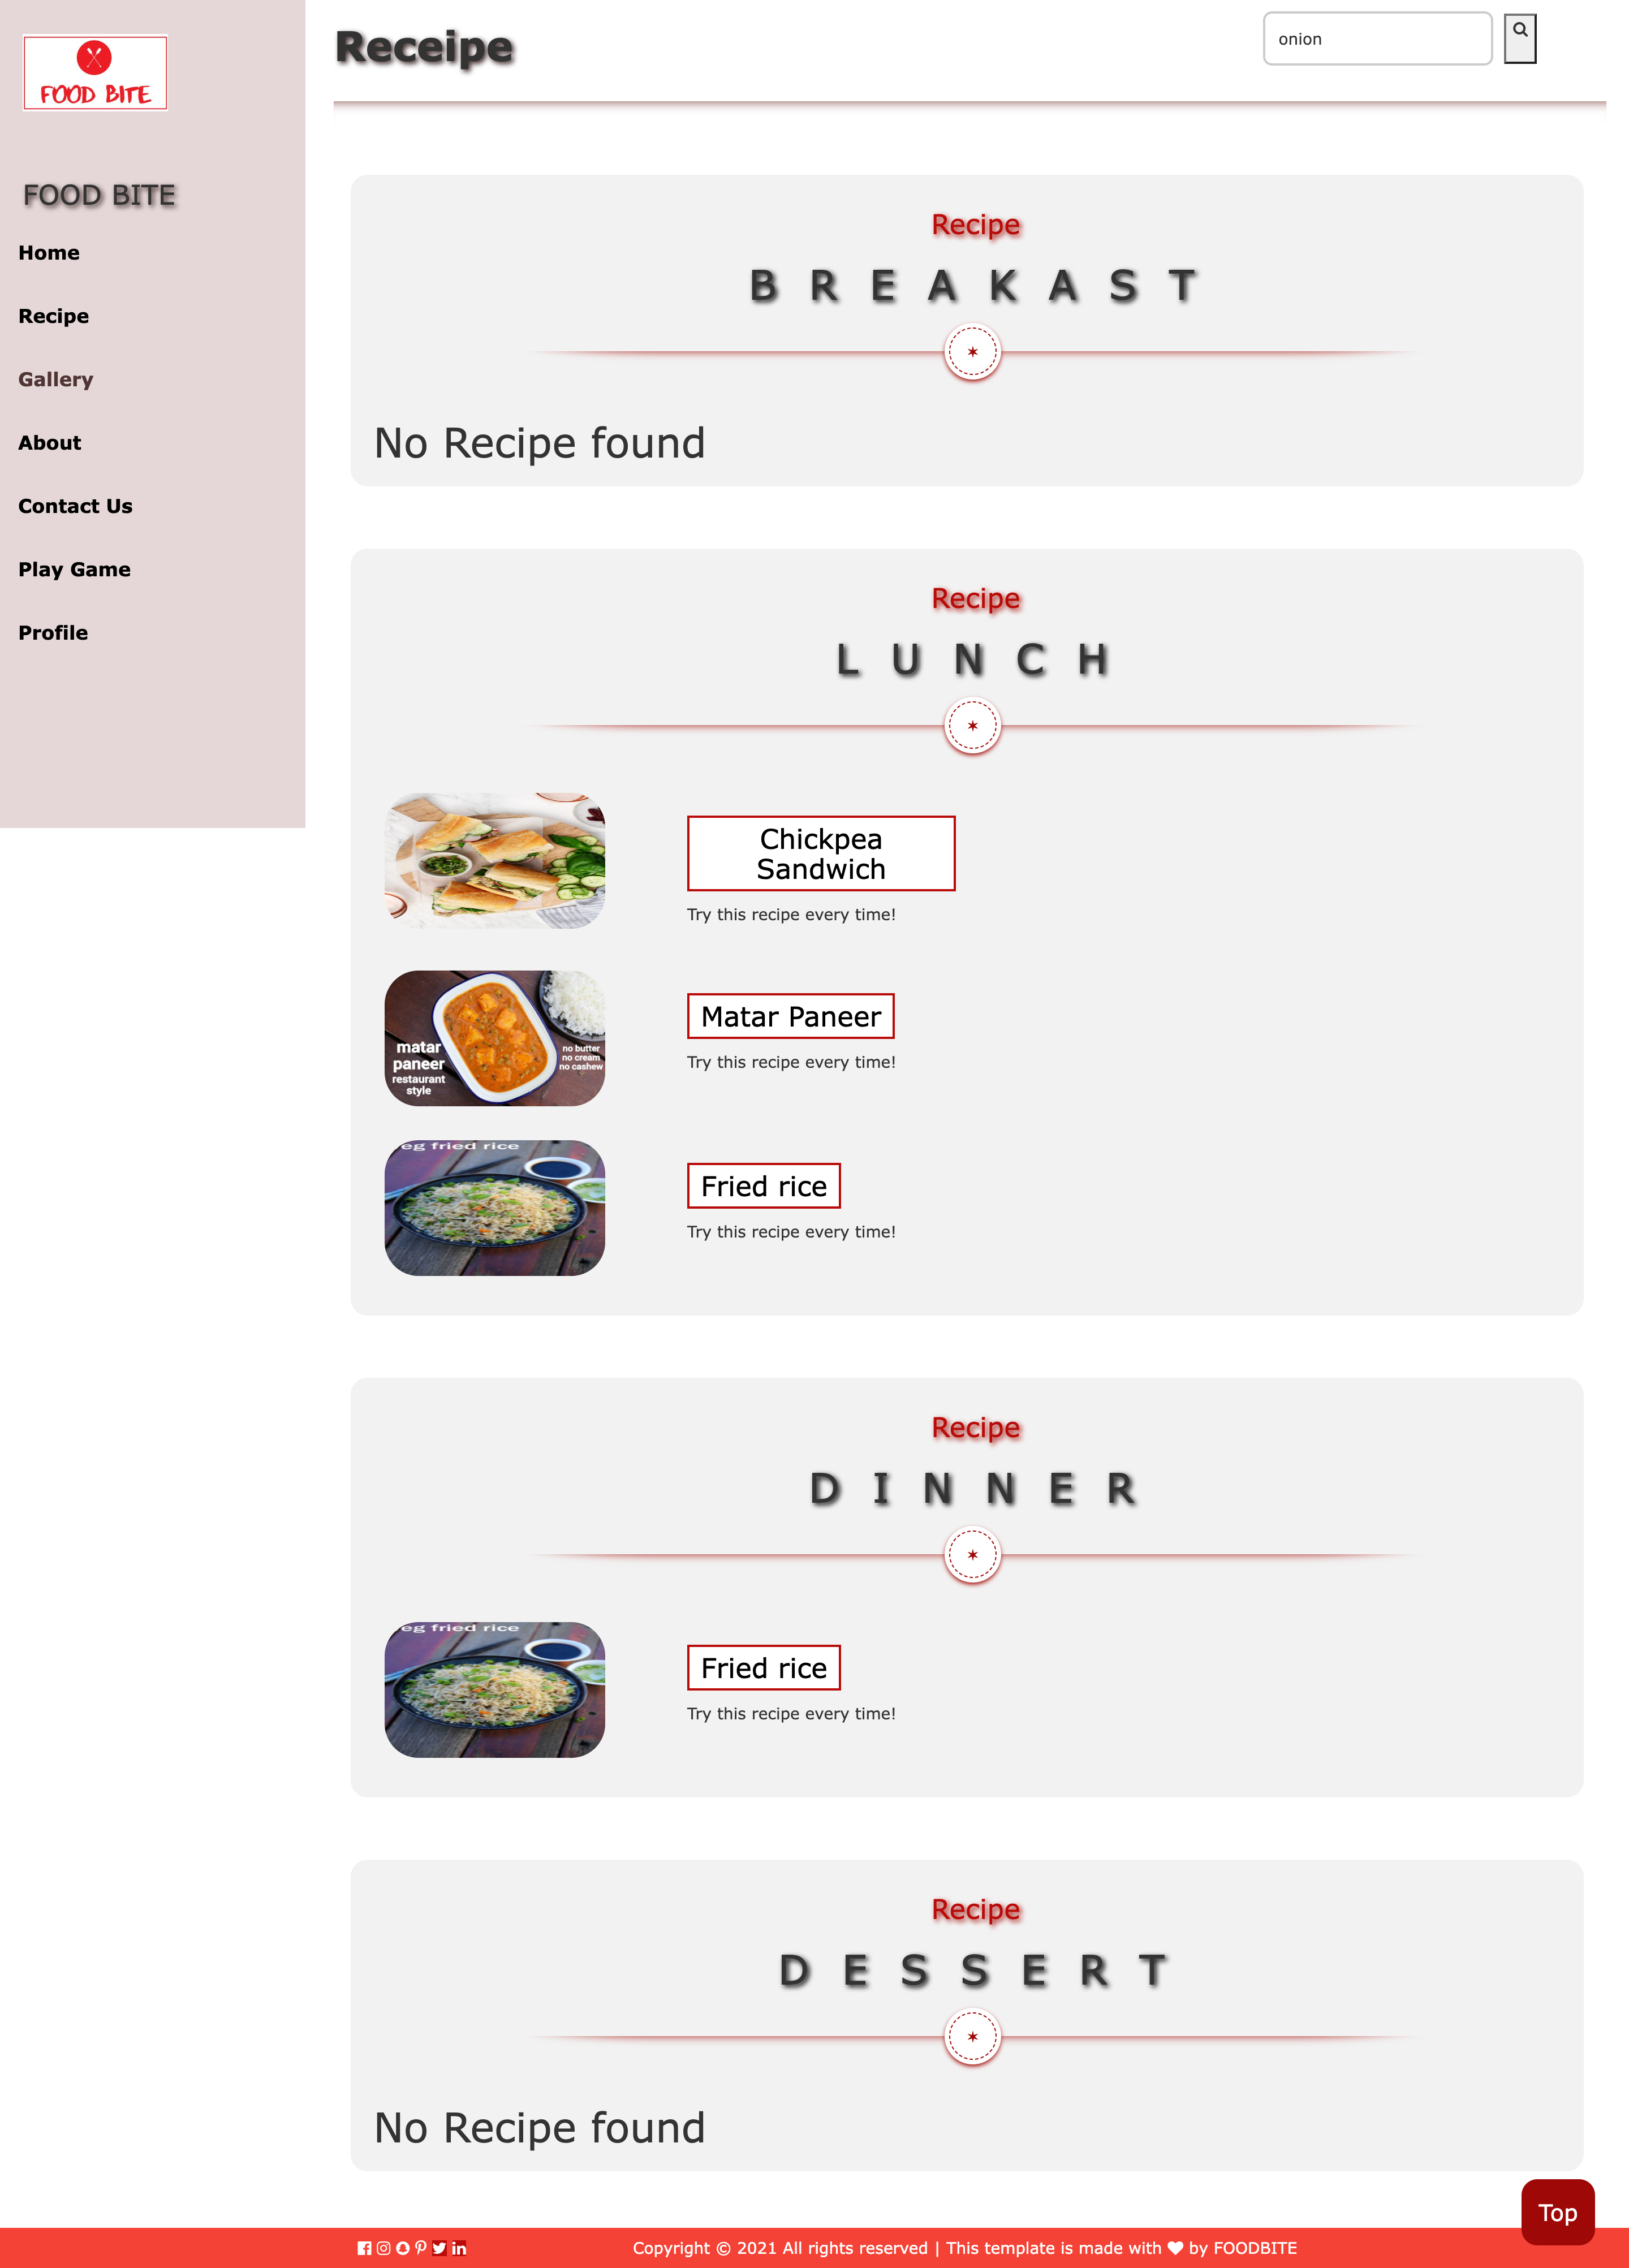 FOOD BITE
FOOD BITE
Home
Recipe
Gallery
About
Contact Us
Play Game
Profile
Receipe
onion
Recipe
BREAKAST
No Recipe found
Recipe
LUNCH
Chickpea
Sandwich
Try this recipe every time!
matar
paneer
restaurant
style
no butter
no cream
no cashew
Matar Paneer
Try this recipe every time!
eg fried rice
Fried rice
Try this recipe every time!
Recipe
DINNER
eg fried rice
Fried rice
Try this recipe every time!
Recipe
DESSERT
No Recipe found
Top
Copyright © 2021 All rights reserved | This template is made with ♥ by FOODBITE